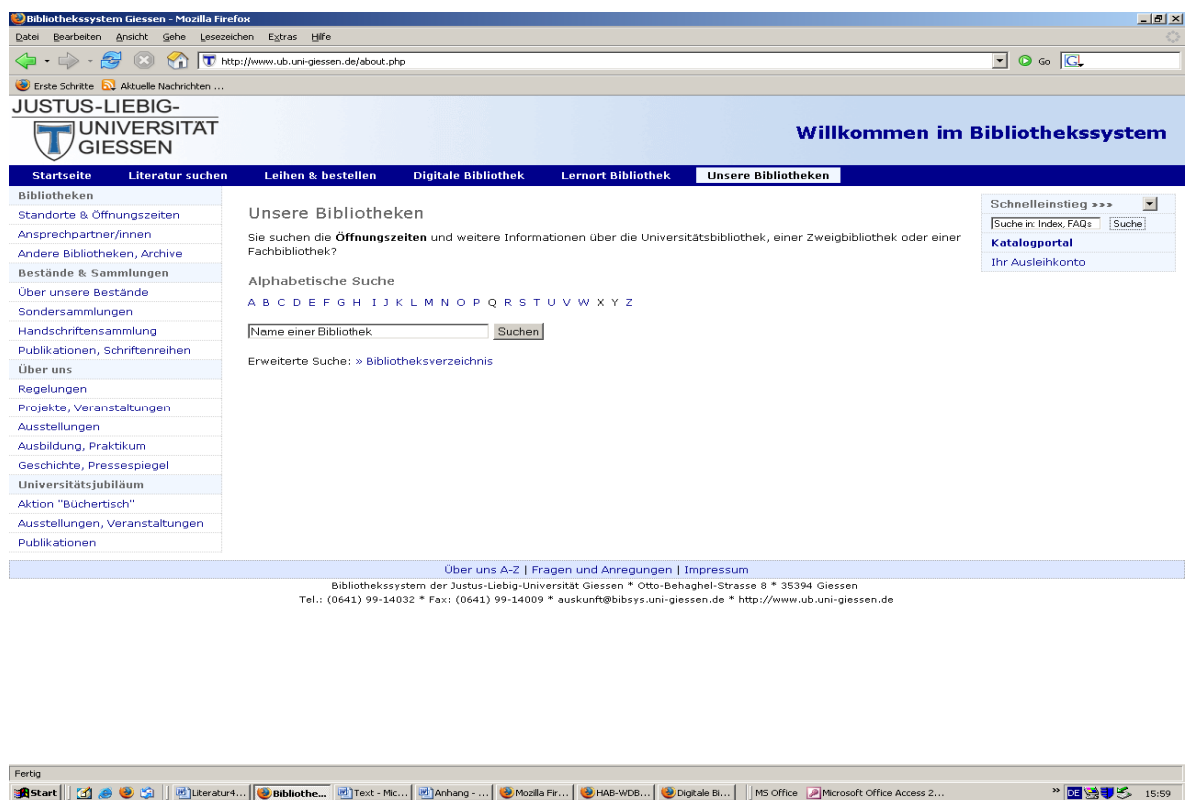 Bibliothekssystem Giessen - Mozilla Firefox
Datei Bearbeiten Ansicht Gehe Lesezeichen Extras Hilfe
http://www.ub.uni-giessen.de/about.php Go
Erste Schritte Aktuelle Nachrichten ...
JUSTUS-LIEBIG-
UNIVERSITÄT
GIESSEN
Willkommen im Bibliothekssystem
Startseite Literatur suchen Leihen & bestellen Digitale Bibliothek Lernort Bibliothek Unsere Bibliotheken
Bibliotheken
Standorte & Öffnungszeiten
Ansprechpartner/innen
Andere Bibliotheken, Archive
Bestände & Sammlungen
Über unsere Bestände
Sondersammlungen
Handschriftensammlung
Publikationen, Schriftenreihen
Über uns
Regelungen
Projekte, Veranstaltungen
Ausstellungen
Ausbildung, Praktikum
Geschichte, Pressespiegel
Universitätsjubiläum
Aktion "Büchertisch"
Ausstellungen, Veranstaltungen
Publikationen
Unsere Bibliotheken
Sie suchen die Öffnungszeiten und weitere Informationen über die Universitätsbibliothek, einer Zweigbibliothek oder einer
Fachbibliothek?
Alphabetische Suche
A B C D E F G H I J K L M N O P Q R S T U V W X Y Z
Name einer Bibliothek Suchen
Erweiterte Suche: » Bibliotheksverzeichnis
Schnelleinstieg »»»
Suche in: Index, FAQs Suche
Katalogportal
Ihr Ausleihkonto
Über uns A-Z | Fragen und Anregungen | Impressum
Bibliothekssystem der Justus-Liebig-Universität Giessen * Otto-Behaghel-Strasse 8 * 35394 Giessen
Tel.: (0641) 99-14032 * Fax: (0641) 99-14009 * auskunft@bibsys.uni-giessen.de * http://www.ub.uni-giessen.de
Fertig
Start Literatur4... Bibliothe... Text - Mic... Anhang - ... Mozilla Fir... HAB-WDB... Digitale Bi... MS Office Microsoft Office Access 2... » DE 15:59